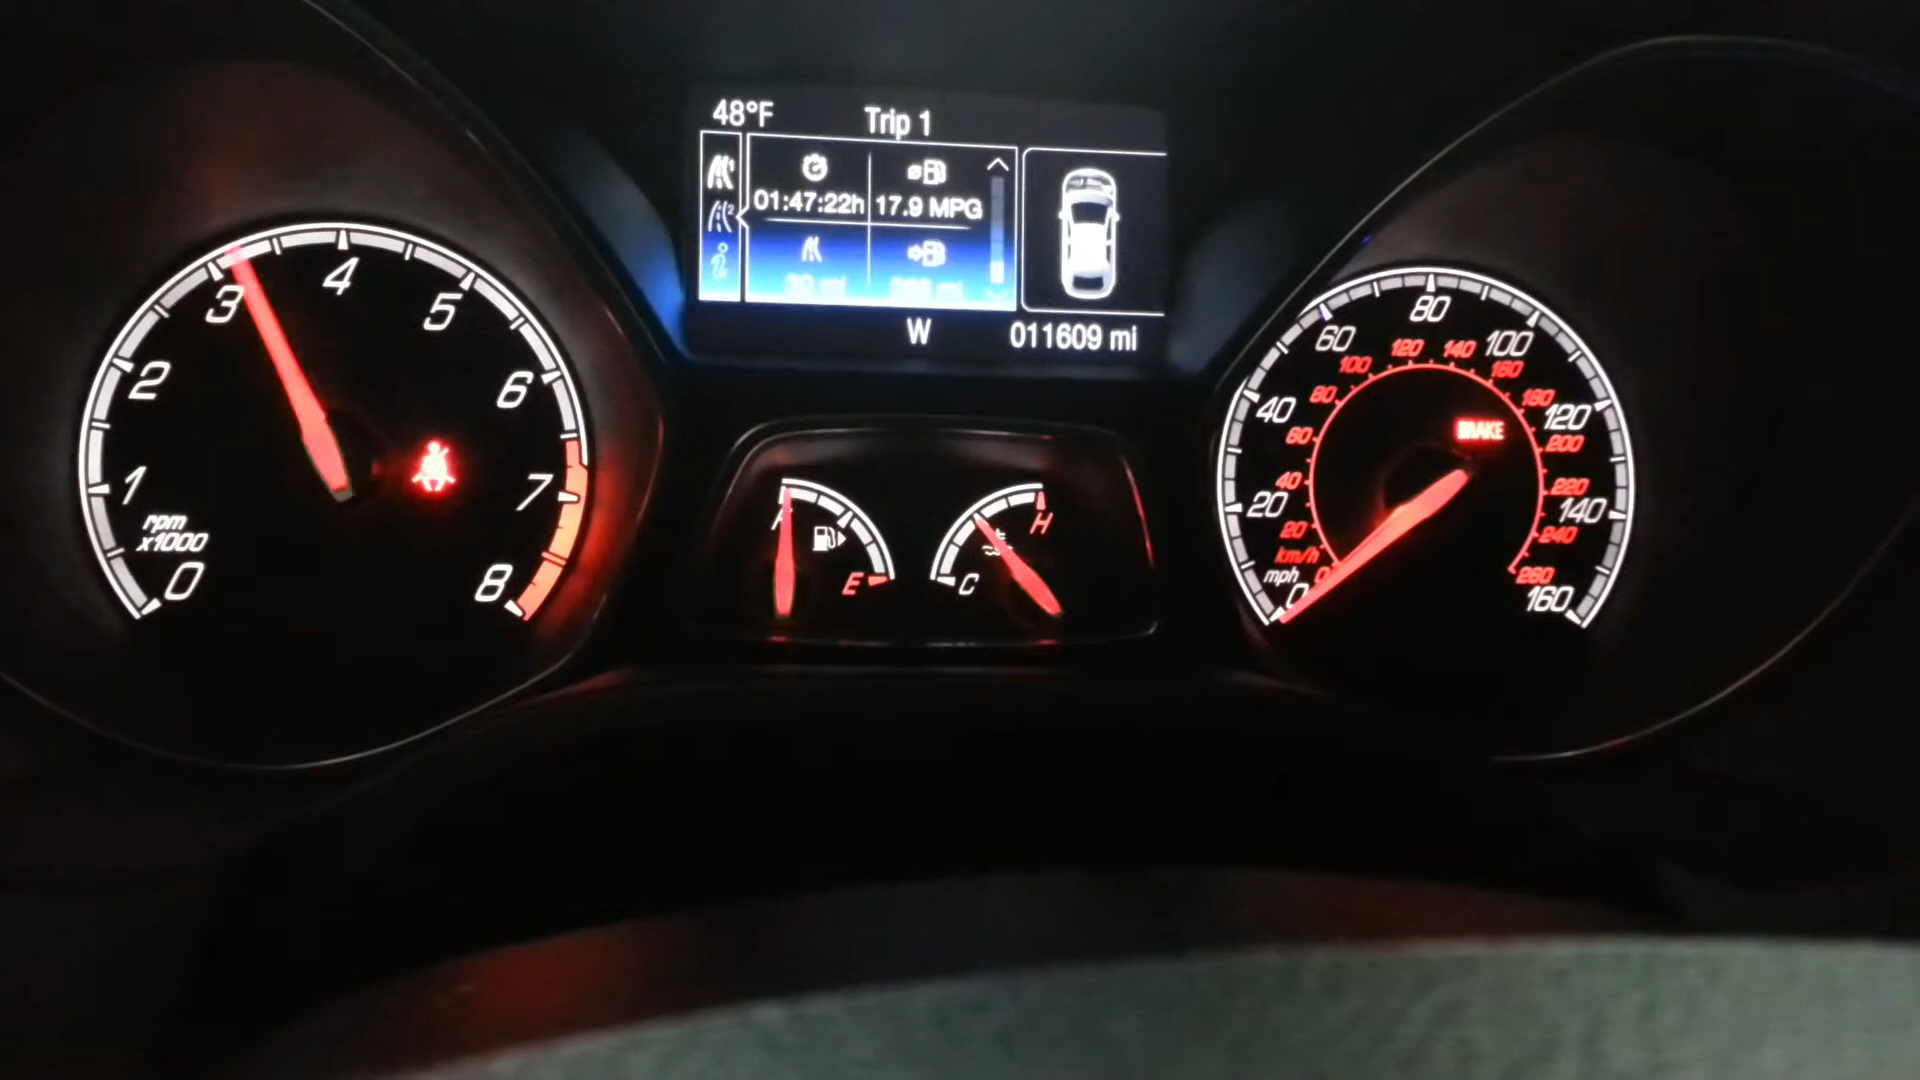 48°F Trip 1
1 01:47:22h 17.9 MPG
2
i
W 011609 mi
0 1 2 3 4 5 6 7 8
rpm
x1000
E
C H
0 20 40 60 80 100 120 140 160
mph
km/h
0 20 40 60 80 100 120 140 160 180 200 220 240 260
BRAKE